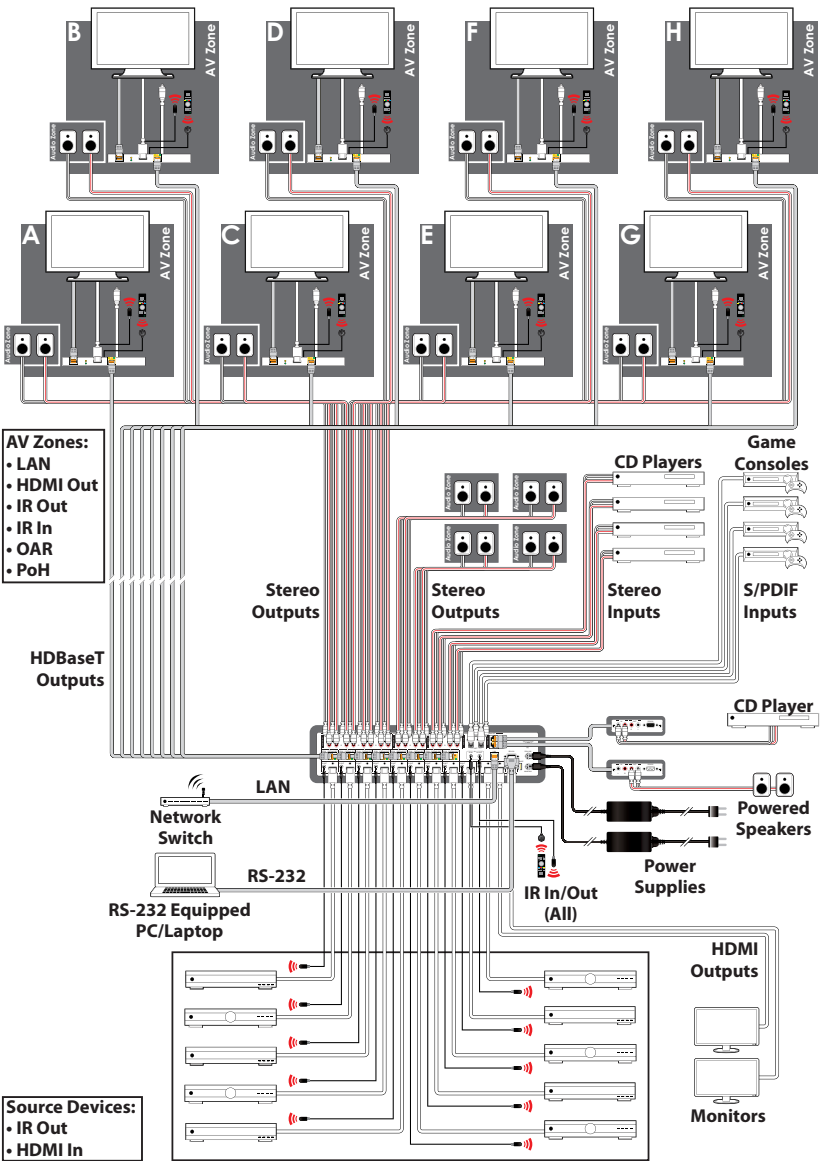 B
AV Zone
Audio Zone
D
AV Zone
Audio Zone
F
AV Zone
Audio Zone
H
AV Zone
Audio Zone
A
AV Zone
Audio Zone
C
AV Zone
Audio Zone
E
AV Zone
Audio Zone
G
AV Zone
Audio Zone
AV Zones:
• LAN
• HDMI Out
• IR Out
• IR In
• OAR
• PoH
Audio Zone
Audio Zone
Audio Zone
Audio Zone
CD Players
Game
Consoles
Stereo
Outputs
Stereo
Outputs
Stereo
Inputs
S/PDIF
Inputs
HDBaseT
Outputs
CD Player
LAN
Network
Switch
Powered
Speakers
Power
Supplies
RS-232
RS-232 Equipped
PC/Laptop
IR In/Out
(All)
HDMI
Outputs
Monitors
Source Devices:
• IR Out
• HDMI In